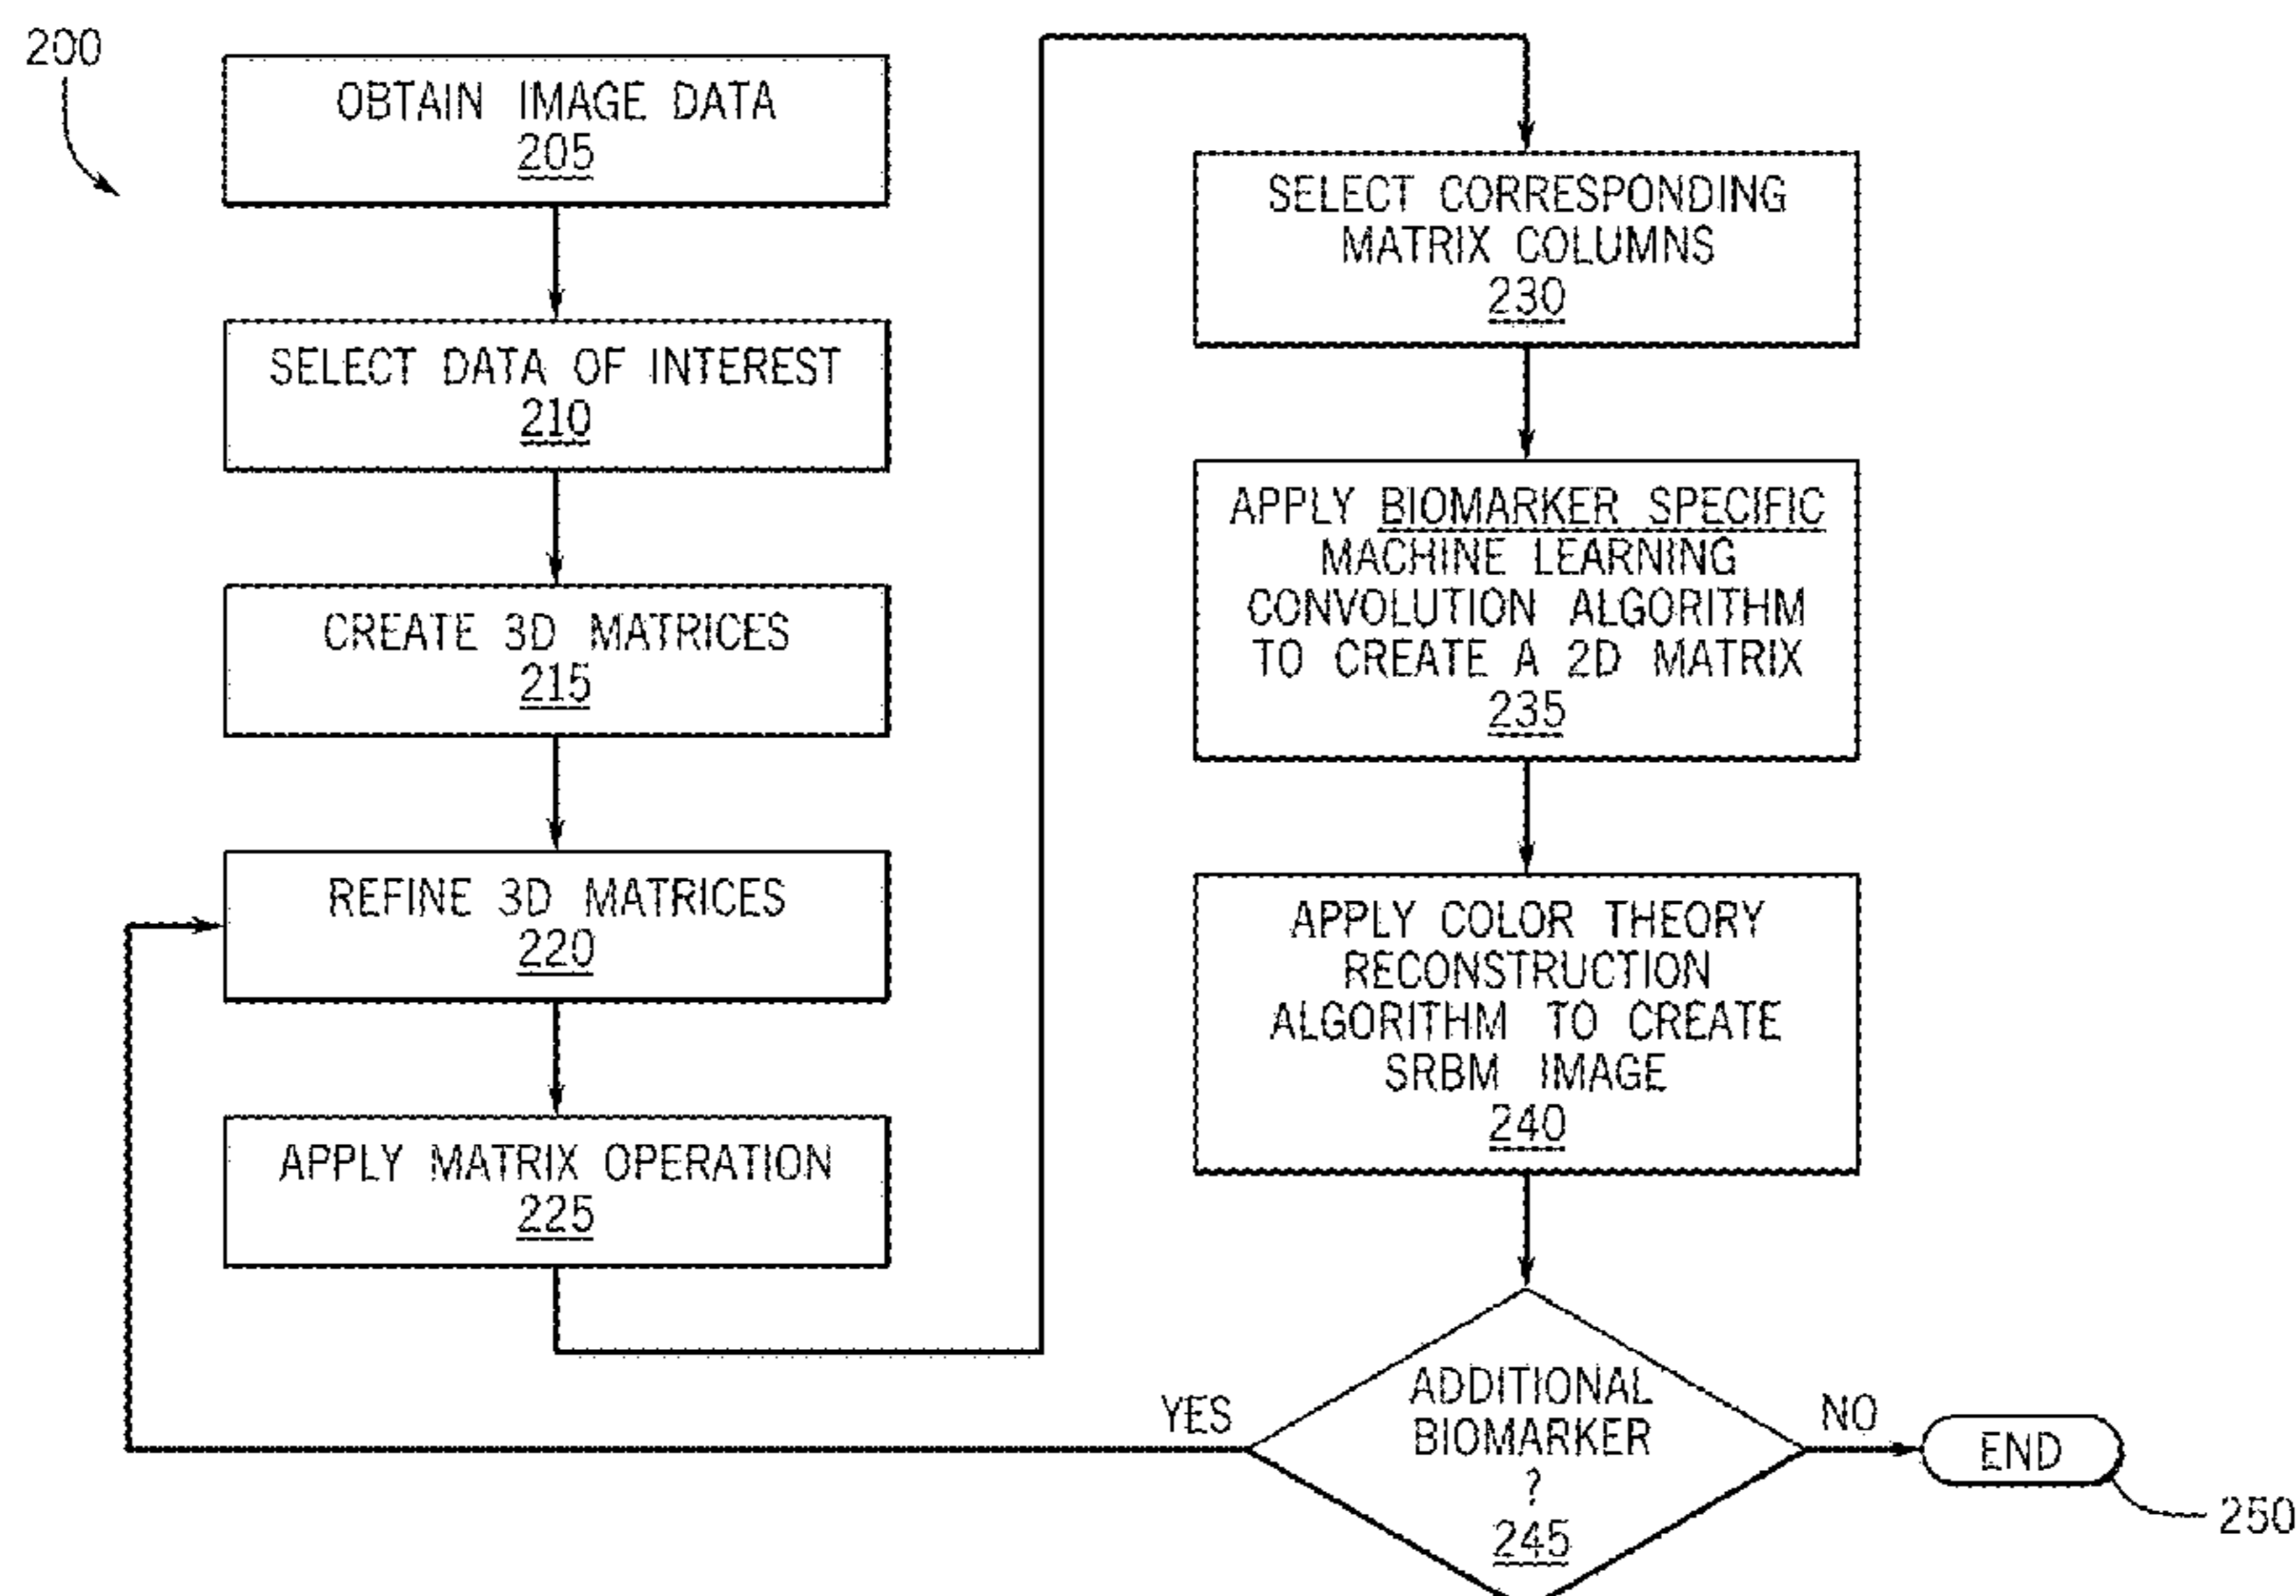 200
OBTAIN IMAGE DATA
205
SELECT DATA OF INTEREST
210
CREATE 3D MATRICES
215
REFINE 3D MATRICES
220
APPLY MATRIX OPERATION
225
SELECT CORRESPONDING
MATRIX COLUMNS
230
APPLY BIOMARKER SPECIFIC
MACHINE LEARNING
CONVOLUTION ALGORITHM
TO CREATE A 2D MATRIX
235
APPLY COLOR THEORY
RECONSTRUCTION
ALGORITHM TO CREATE
SRBM IMAGE
240
ADDITIONAL
BIOMARKER
?
245
YES
NO
END
250